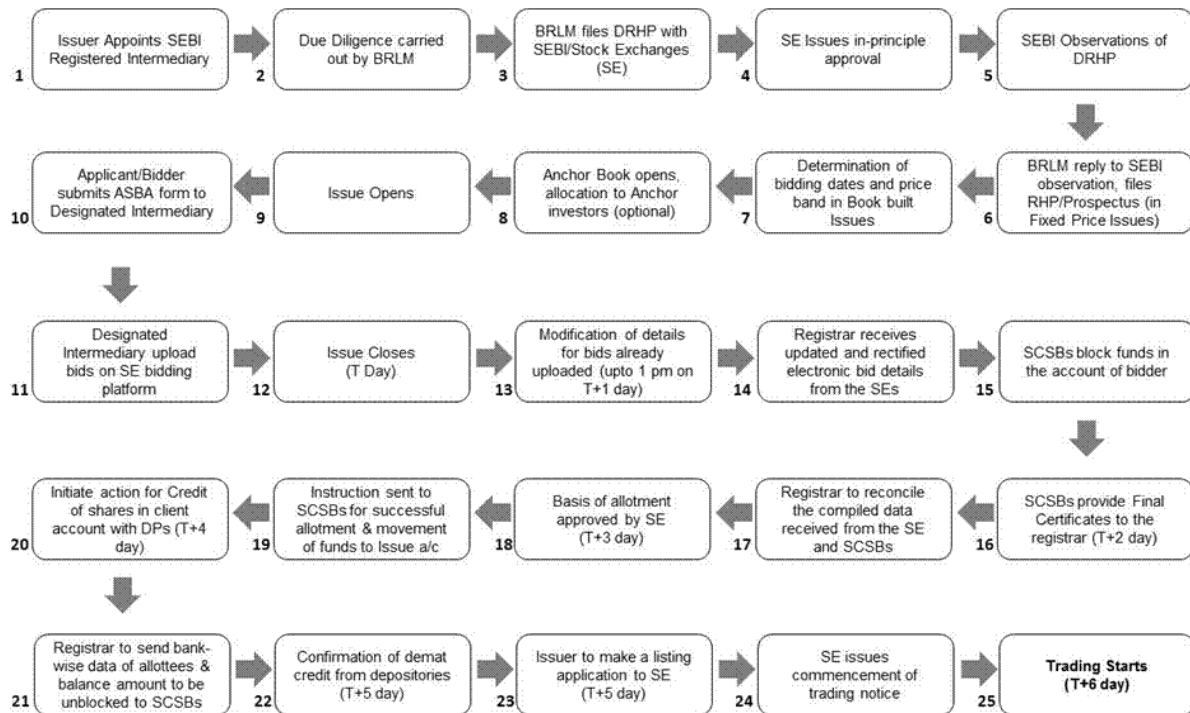 Issuer Appoints SEBI
Registered Intermediary
1
Due Diligence carried
out by BRLM
2
BRLM files DRHP with
SEBI/Stock Exchanges
(SE)
3
SE Issues in-principle
approval
4
SEBI Observations of
DRHP
5
BRLM reply to SEBI
observation, files
RHP/Prospectus (in
Fixed Price Issues)
6
Determination of
bidding dates and price
band in Book built
Issues
7
Anchor Book opens,
allocation to Anchor
investors (optional)
8
Issue Opens
9
Applicant/Bidder
submits ASBA form to
Designated Intermediary
10
Designated
Intermediary upload
bids on SE bidding
platform
11
Issue Closes
(T Day)
12
Modification of details
for bids already
uploaded (upto 1 pm on
T+1 day)
13
Registrar receives
updated and rectified
electronic bid details
from the SEs
14
SCSBs block funds in
the account of bidder
15
SCSBs provide Final
Certificates to the
registrar (T+2 day)
16
Registrar to reconcile
the compiled data
received from the SE
and SCSBs
17
Basis of allotment
approved by SE
(T+3 day)
18
Instruction sent to
SCSBs for successful
allotment & movement
of funds to Issue a/c
19
Initiate action for Credit
of shares in client
account with DPs (T+4
day)
20
Registrar to send bank-
wise data of allottees &
balance amount to be
unblocked to SCSBs
21
Confirmation of demat
credit from depositories
(T+5 day)
22
Issuer to make a listing
application to SE
(T+5 day)
23
SE issues
commencement of
trading notice
24
Trading Starts
(T+6 day)
25